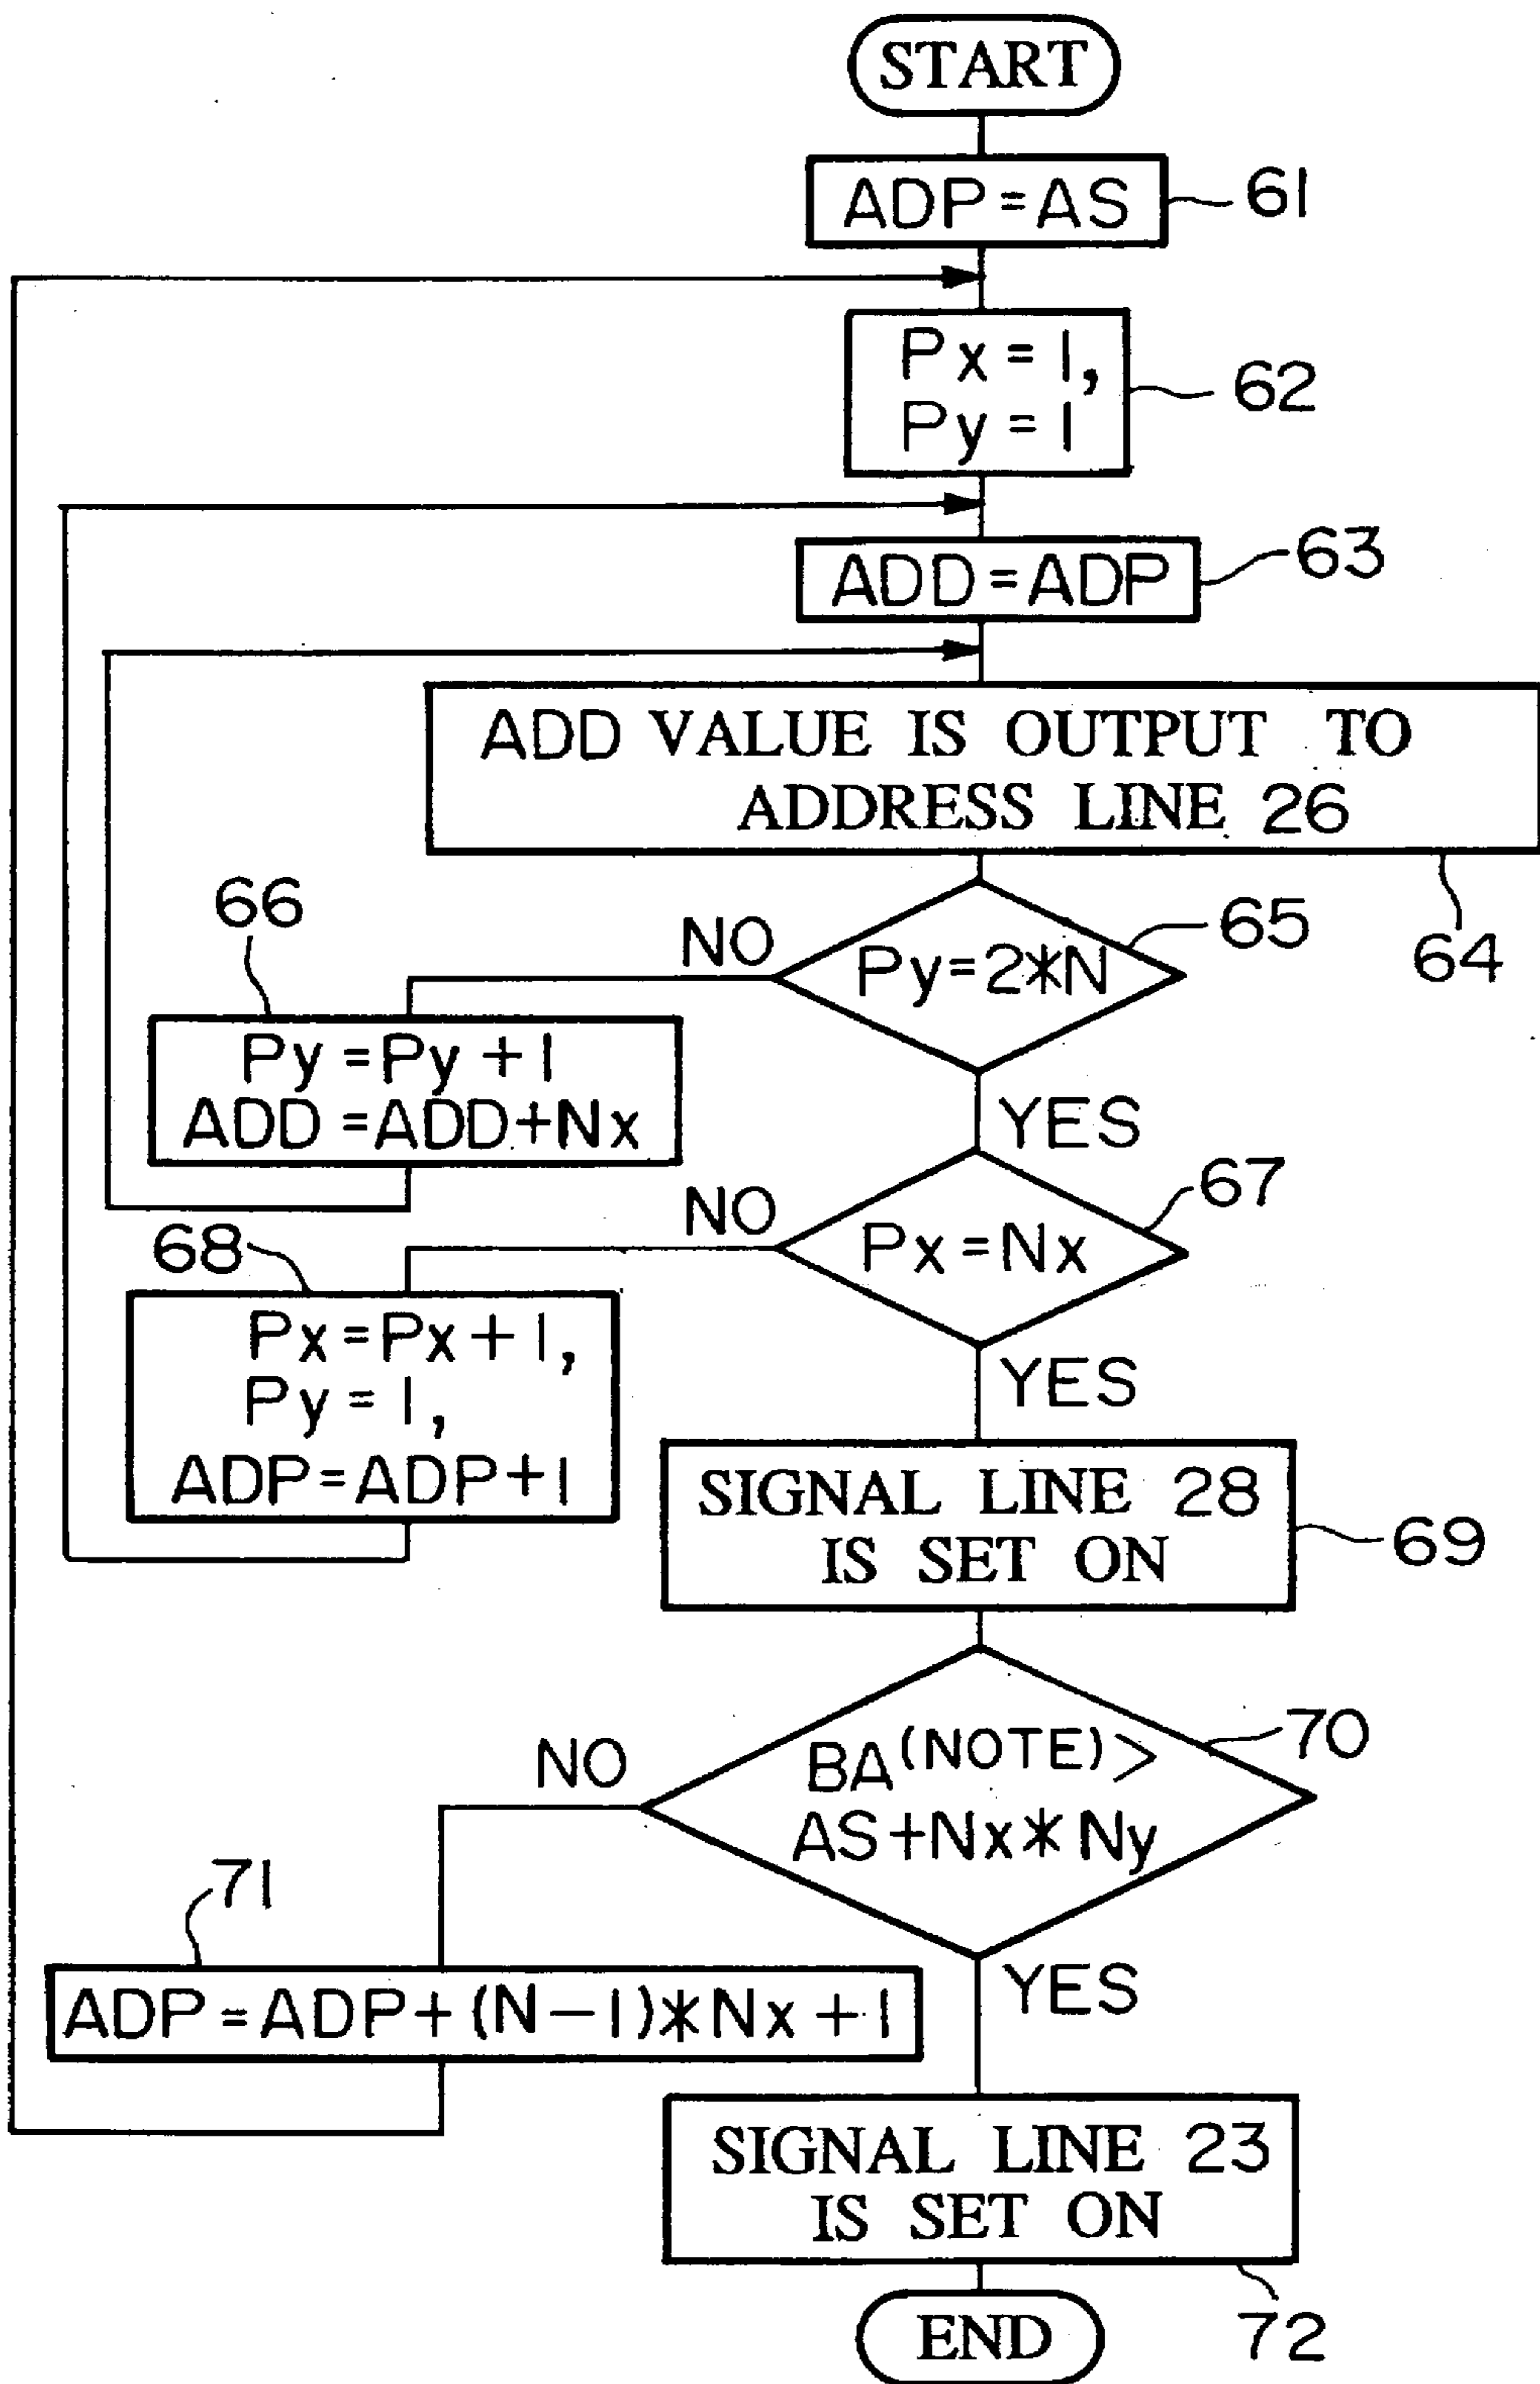 START
ADP=AS
61
Px=1,
Py=1
62
ADD=ADP
63
ADD VALUE IS OUTPUT TO
ADDRESS LINE 26
64
Py=2*N
65
NO
66
Py=Py+1
ADD=ADD+Nx
YES
Px=Nx
67
NO
68
Px=Px+1,
Py=1,
ADP=ADP+1
YES
SIGNAL LINE 28
IS SET ON
69
BA(NOTE)>
AS+Nx*Ny
70
NO
71
ADP=ADP+(N-1)*Nx+1
YES
SIGNAL LINE 23
IS SET ON
72
END